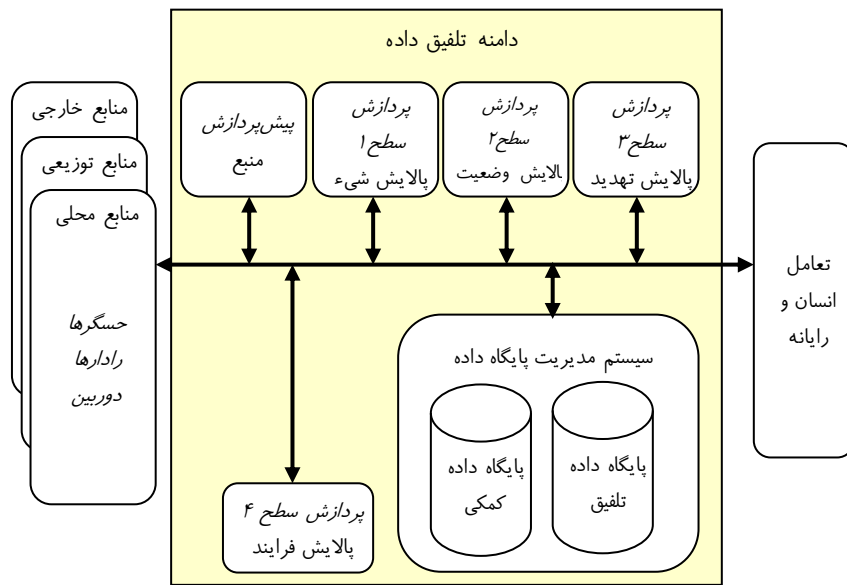 دامنه تلفیق داده
منابع خارجی
منابع توزیعی
منابع محلی
حسگرها
رادارها
دوربین
پیش‌پردازش
منبع
پردازش
سطح۱
پالایش شیء
پردازش
سطح۲
پالایش وضعیت
پردازش
سطح۳
پالایش تهدید
تعامل
انسان و
رایانه
سیستم مدیریت پایگاه داده
پایگاه داده
کمکی
پایگاه داده
تلفیق
پردازش سطح ۴
پالایش فرایند